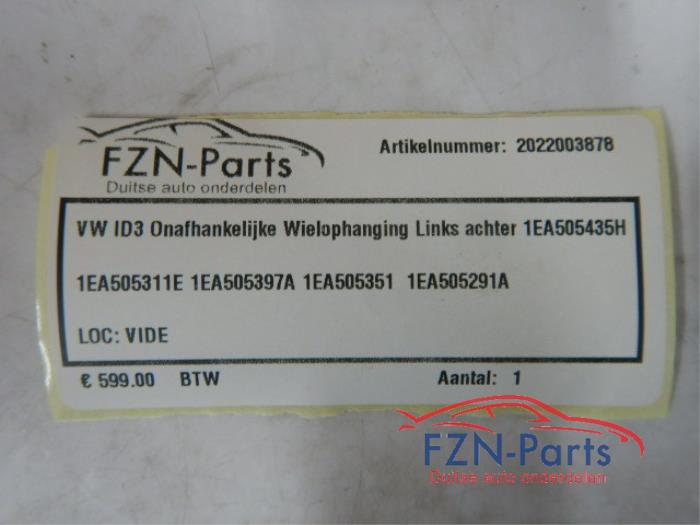 FZN-Parts
Duitse auto onderdelen
Artikelnummer: 2022003878
VW ID3 Onafhankelijke Wielophanging Links achter 1EA505435H
1EA505311E 1EA505397A 1EA505351 1EA505291A
LOC: VIDE
€ 599.00 BTW Aantal: 1
FZN-Parts
Duitse auto onderdelen